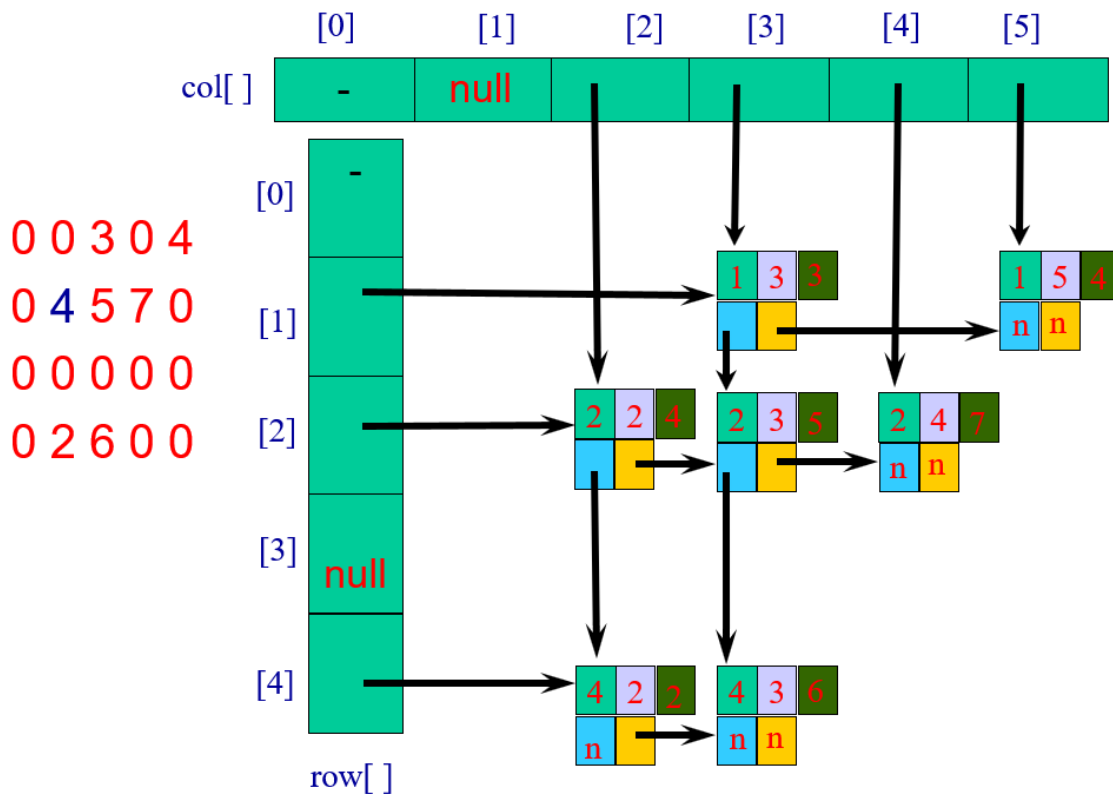 [0] [1] [2] [3] [4] [5]
col[ ] - null
-
[0]
0 0 3 0 4
1 3 3 1 5 4
0 4 5 7 0
[1]
n n
0 0 0 0 0
[2]
2 2 4 2 3 5 2 4 7
0 2 6 0 0
n n
[3]
null
[4]
4 2 2 4 3 6
n n n
row[ ]